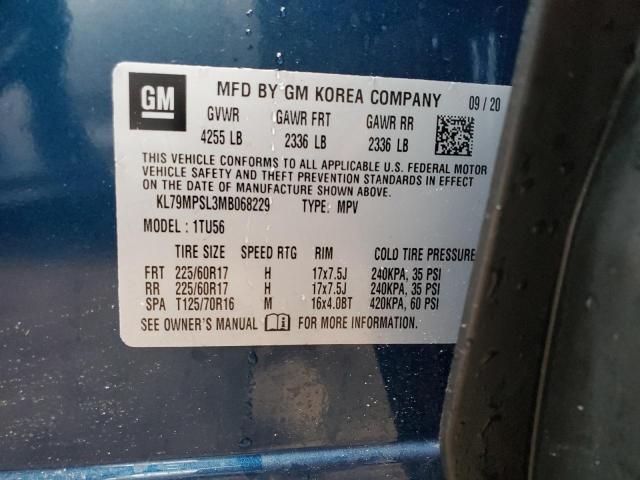 GM
MFD BY GM KOREA COMPANY 09/20
GVWR GAWR FRT GAWR RR
4255 LB 2336 LB 2336 LB
THIS VEHICLE CONFORMS TO ALL APPLICABLE U.S. FEDERAL MOTOR
VEHICLE SAFETY AND THEFT PREVENTION STANDARDS IN EFFECT
ON THE DATE OF MANUFACTURE SHOWN ABOVE.
KL79MPSL3MB068229 TYPE: MPV
MODEL : 1TU56
TIRE SIZE SPEED RTG RIM COLD TIRE PRESSURE
FRT 225/60R17 H 17x7.5J 240KPA, 35 PSI
RR 225/60R17 H 17x7.5J 240KPA, 35 PSI
SPA T125/70R16 M 16x4.0BT 420KPA, 60 PSI
SEE OWNER'S MANUAL FOR MORE INFORMATION.